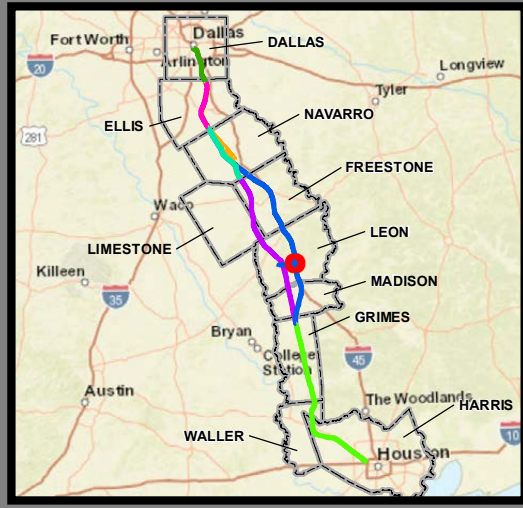 Dallas
Fort Worth
DALLAS
Arlington
Longview
20
Tyler
NAVARRO
ELLIS
281
FREESTONE
Waco
LEON
LIMESTONE
Killeen
MADISON
35
GRIMES
Bryan
College
Station
45
Austin
The Woodlands
HARRIS
WALLER
10
Houston